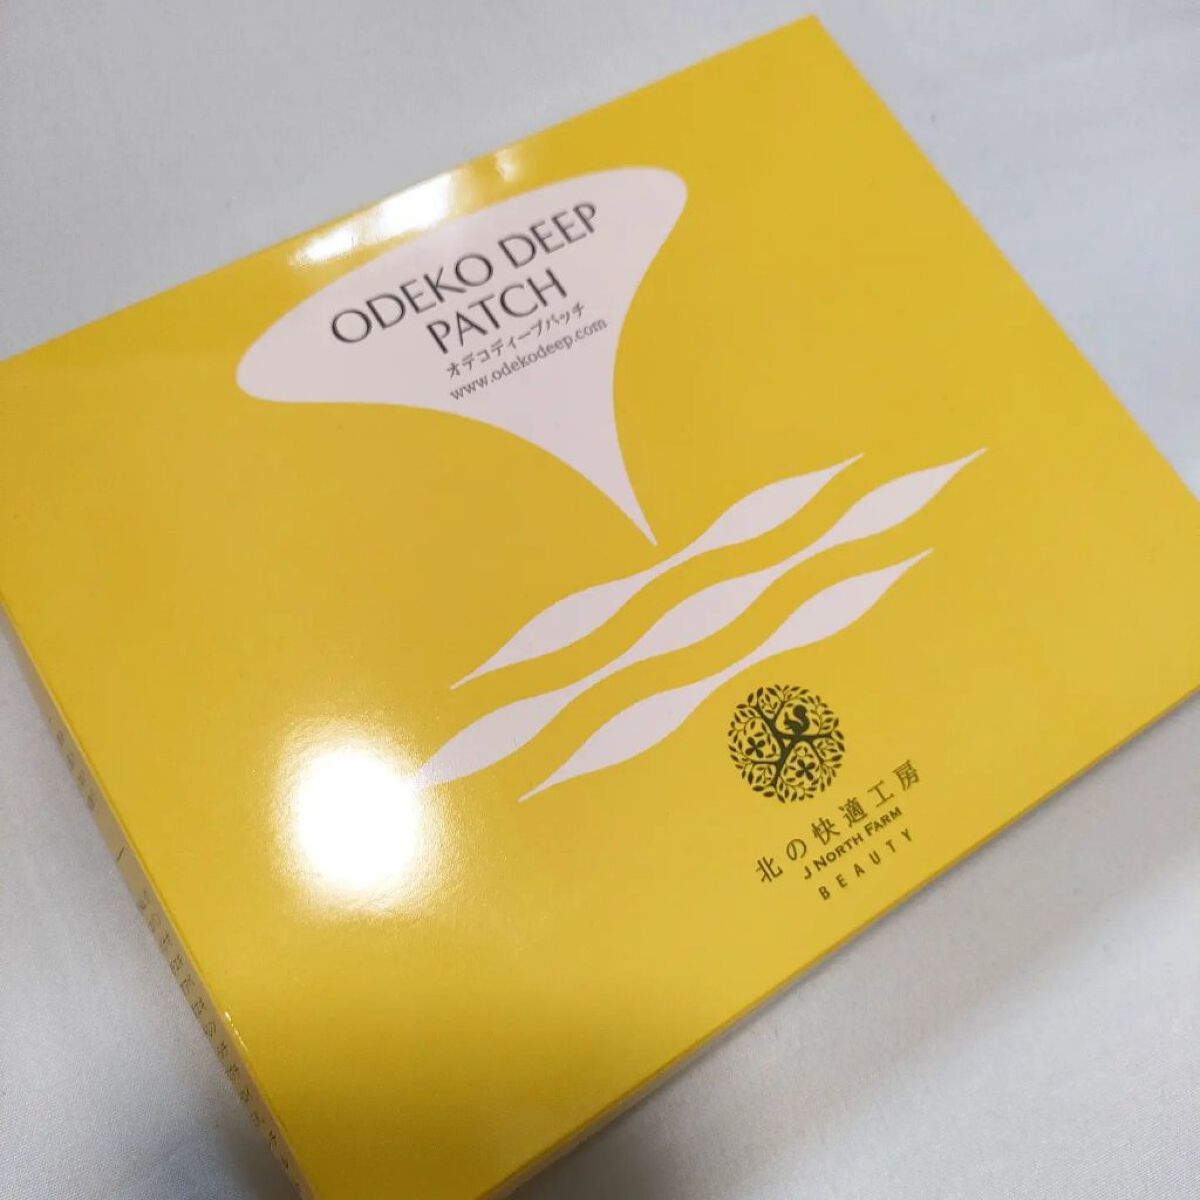 ODEKO DEEP
PATCH
オデコディープパッチ
www.odekodeep.com
北の快適工房
J NORTH FARM
BEAUTY